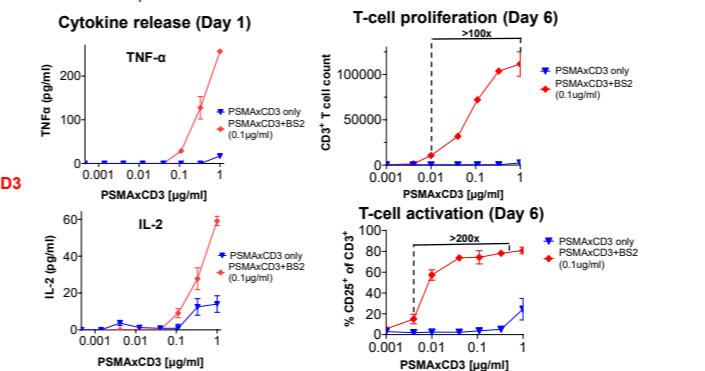 Cytokine release (Day 1)
TNF-α
TNFα (pg/ml)
200
100
0
0.001 0.01 0.1 1
PSMAxCD3 [µg/ml]
PSMAxCD3 only
PSMAxCD3+BS2
(0.1µg/ml)
D3
IL-2
IL-2 (pg/ml)
60
40
20
0
0.001 0.01 0.1 1
PSMAxCD3 [µg/ml]
PSMAxCD3 only
PSMAxCD3+BS2
(0.1µg/ml)
T-cell proliferation (Day 6)
>100x
CD3⁺ T cell count
100000
50000
0
0.001 0.01 0.1 1
PSMAxCD3 [µg/ml]
PSMAxCD3 only
PSMAxCD3+BS2
(0.1ug/ml)
T-cell activation (Day 6)
>200x
% CD25⁺ of CD3⁺
100
80
60
40
20
0
0.001 0.01 0.1 1
PSMAxCD3 [µg/ml]
PSMAxCD3 only
PSMAxCD3+BS2
(0.1ug/ml)